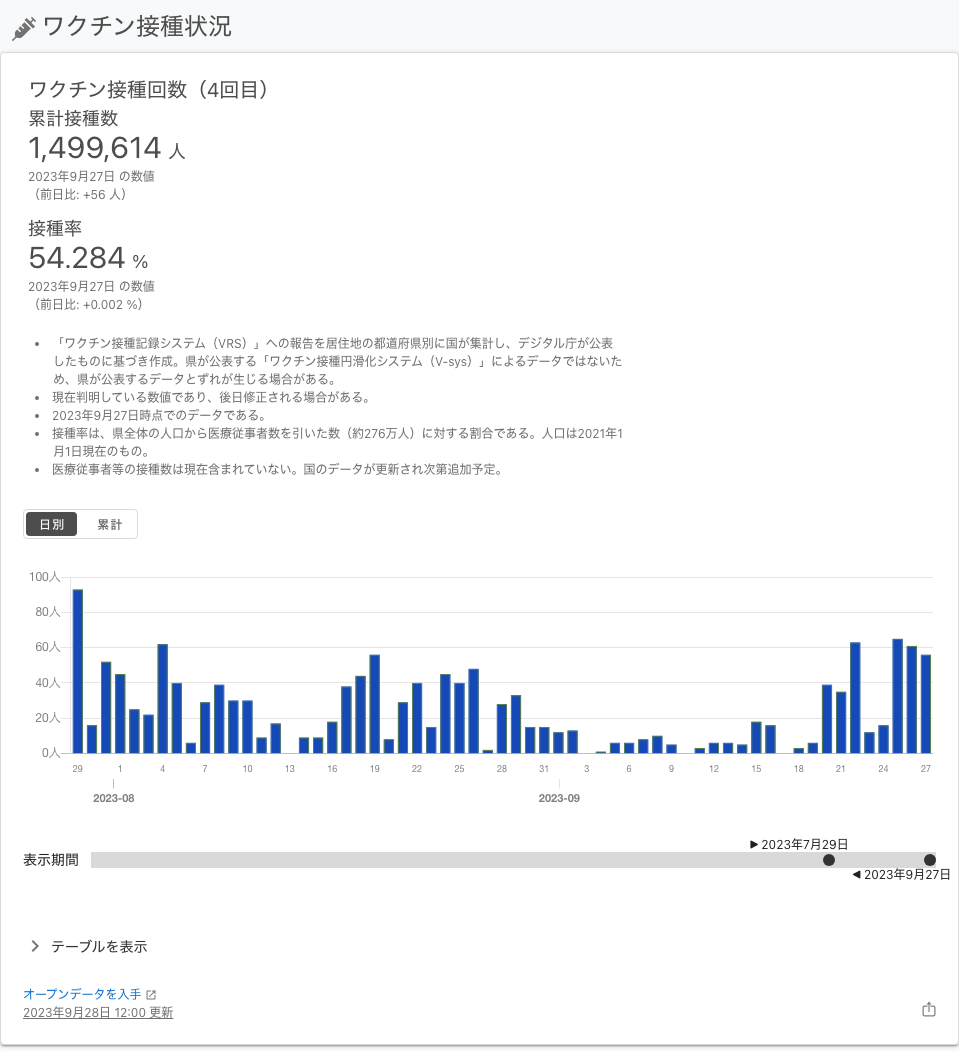 ワクチン接種状況
ワクチン接種回数（4回目）
累計接種数
1,499,614 人
2023年9月27日 の数値
（前日比: +56 人）
接種率
54.284 %
2023年9月27日 の数値
（前日比: +0.002 %）
• 「ワクチン接種記録システム（VRS）」への報告を居住地の都道府県別に国が集計し、デジタル庁が公表
したものに基づき作成。県が公表する「ワクチン接種円滑化システム（V-sys）」によるデータではないた
め、県が公表するデータとずれが生じる場合がある。
• 現在判明している数値であり、後日修正される場合がある。
• 2023年9月27日時点でのデータである。
• 接種率は、県全体の人口から医療従事者数を引いた数（約276万人）に対する割合である。人口は2021年1
月1日現在のもの。
• 医療従事者等の接種数は現在含まれていない。国のデータが更新され次第追加予定。
日別 累計
100人
80人
60人
40人
20人
0人
29 1 4 7 10 13 16 19 22 25 28 31 3 6 9 12 15 18 21 24 27
2023-08 2023-09
▶ 2023年7月29日
表示期間
◀ 2023年9月27日
テーブルを表示
オープンデータを入手
2023年9月28日 12:00 更新